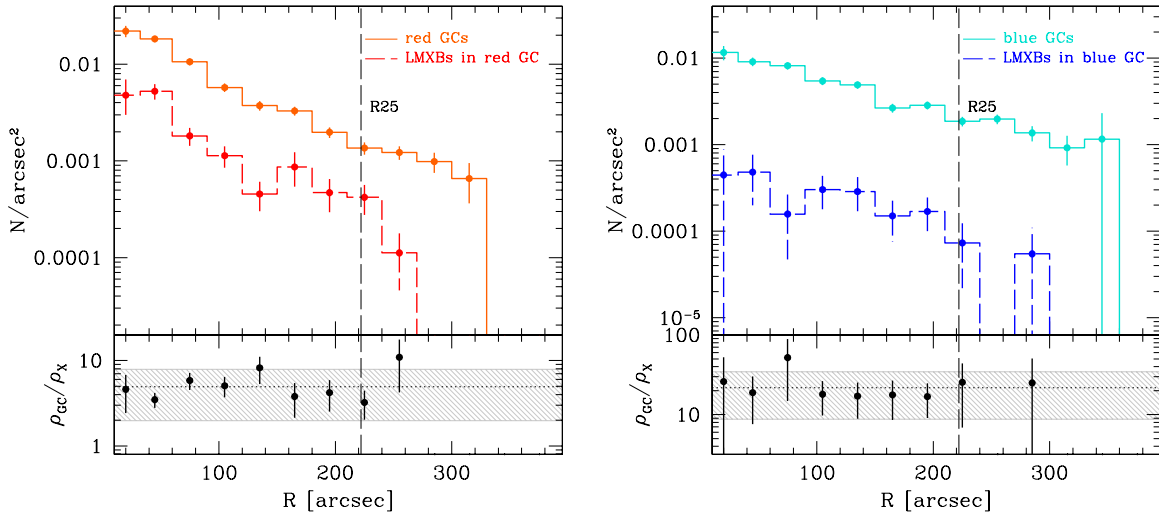 red GCs
LMXBs in red GC
R25
0.01
0.001
0.0001
N/arcsec²
10
1
ρGC/ρX
100
200
300
R [arcsec]
blue GCs
LMXBs in blue GC
R25
0.01
0.001
0.0001
10⁻⁵
N/arcsec²
100
10
ρGC/ρX
100
200
300
R [arcsec]